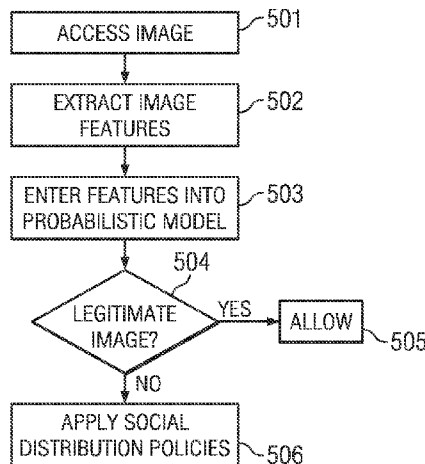 ACCESS IMAGE
501
EXTRACT IMAGE
FEATURES
502
ENTER FEATURES INTO
PROBABILISTIC MODEL
503
LEGITIMATE
IMAGE?
504
YES
ALLOW
505
NO
APPLY SOCIAL
DISTRIBUTION POLICIES
506